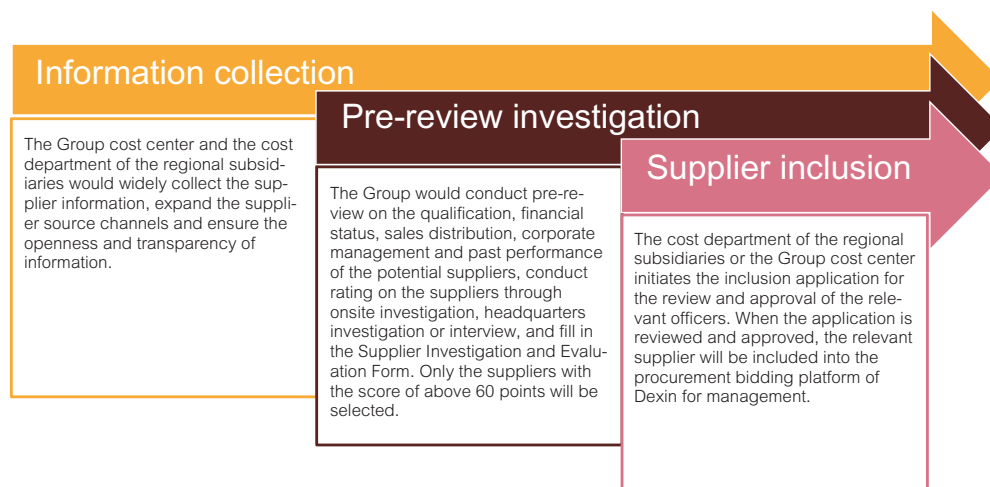 Information collection
The Group cost center and the cost
department of the regional subsid-
iaries would widely collect the sup-
plier information, expand the suppli-
er source channels and ensure the
openness and transparency of
information.
Pre-review investigation
The Group would conduct pre-re-
view on the qualification, financial
status, sales distribution, corporate
management and past performance
of the potential suppliers, conduct
rating on the suppliers through
onsite investigation, headquarters
investigation or interview, and fill in
the Supplier Investigation and Evalu-
ation Form. Only the suppliers with
the score of above 60 points will be
selected.
Supplier inclusion
The cost department of the regional
subsidiaries or the Group cost center
initiates the inclusion application for
the review and approval of the rele-
vant officers. When the application is
reviewed and approved, the relevant
supplier will be included into the
procurement bidding platform of
Dexin for management.